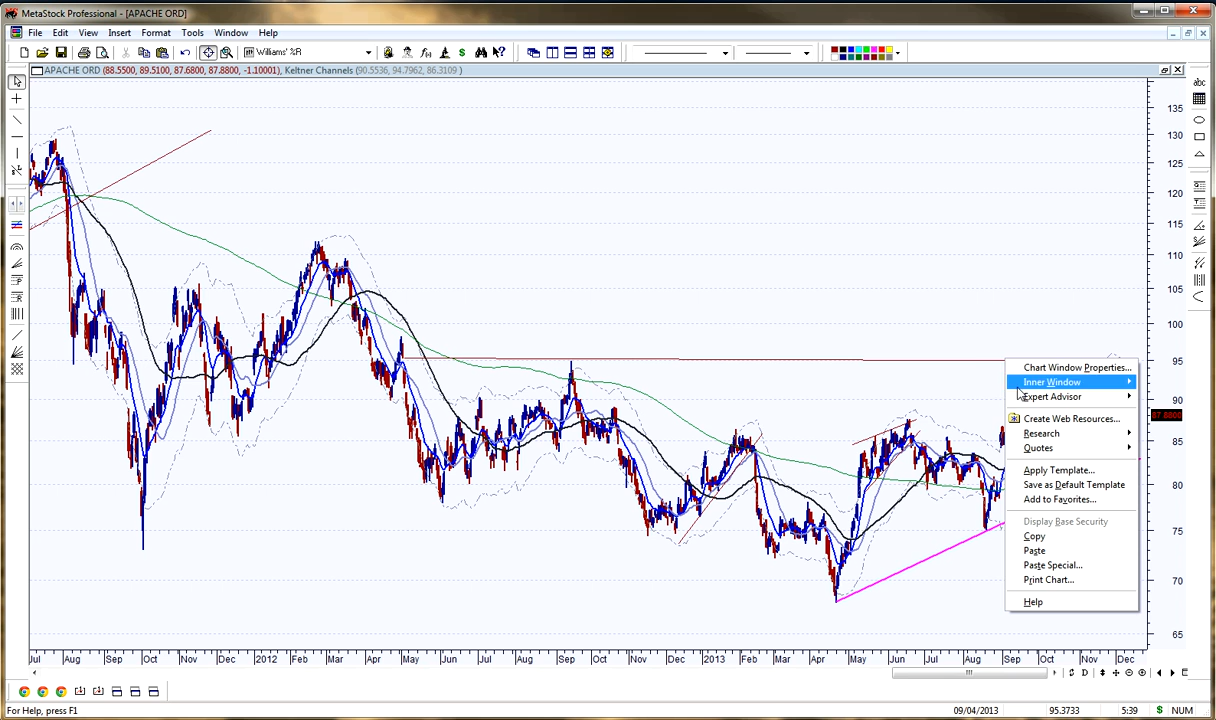 MetaStock Professional - [APACHE ORD]
File Edit View Insert Format Tools Window Help
Williams' %R
APACHE ORD (88.5500, 89.5100, 87.6800, 87.8800, -1.10001), Keltner Channels (90.5536, 94.7962, 86.3109 )
abc
135
130
125
120
115
110
105
100
95
90
87.8800
85
80
75
70
65
Chart Window Properties...
Inner Window
Expert Advisor
Create Web Resources...
Research
Quotes
Apply Template...
Save as Default Template
Add to Favorites...
Display Base Security
Copy
Paste
Paste Special...
Print Chart...
Help
Jul Aug Sep Oct Nov Dec 2012 Feb Mar Apr May Jun Jul Aug Sep Oct Nov Dec 2013 Feb Mar Apr May Jun Jul Aug Sep Oct Nov Dec
D
For Help, press F1
09/04/2013 95.3733 5:39 $ NUM